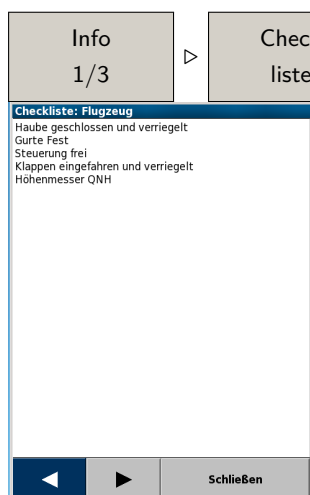 Info
1/3
▷
Chec
liste
Checkliste: Flugzeug
Haube geschlossen und verriegelt
Gurte Fest
Steuerung frei
Klappen eingefahren und verriegelt
Höhenmesser QNH
Schließen